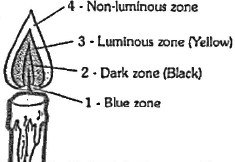 4 - Non-luminous zone
3 - Luminous zone (Yellow)
2 - Dark zone (Black)
1 - Blue zone